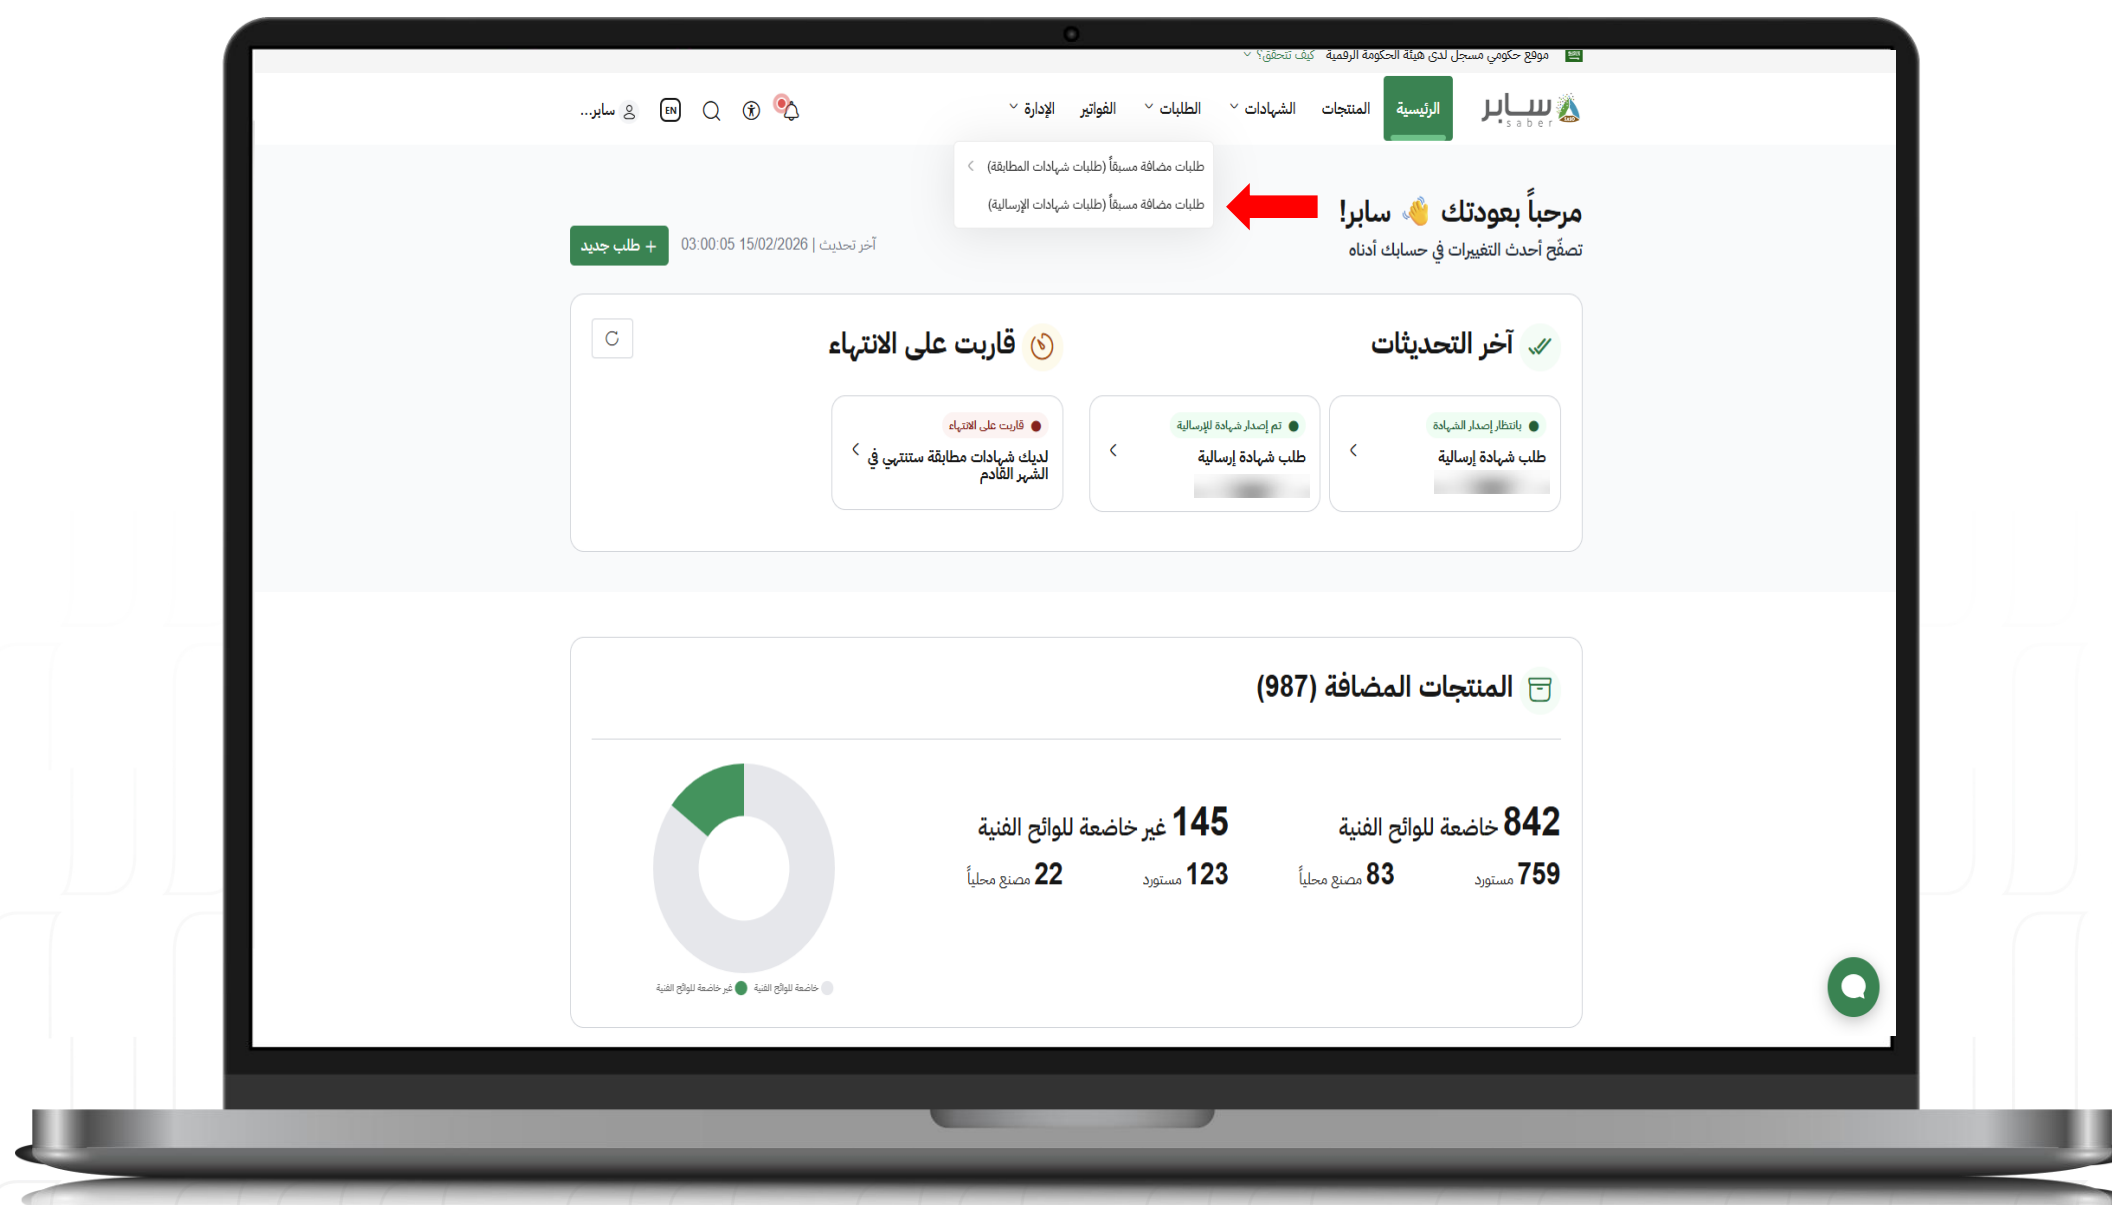 موقع حكومي مسجل لدى هيئة الحكومة الرقمية كيف تتحقق؟
سابر
saber
الرئيسية
المنتجات
الشهادات
الطلبات
الفواتير
الإدارة
EN
سابر...
طلبات مضافة مسبقاً (طلبات شهادات المطابقة)
طلبات مضافة مسبقاً (طلبات شهادات الإرسالية)
مرحباً بعودتك 👋 سابر!
تصفّح أحدث التغييرات في حسابك أدناه
آخر تحديث | 15/02/2026 03:00:05
+ طلب جديد
آخر التحديثات
قاربت على الانتهاء
بانتظار إصدار الشهادة
طلب شهادة إرسالية
تم إصدار شهادة للإرسالية
طلب شهادة إرسالية
قاربت على الانتهاء
لديك شهادات مطابقة ستنتهي في
الشهر القادم
المنتجات المضافة (987)
842 خاضعة للوائح الفنية
759 مستورد
83 مصنع محلياً
145 غير خاضعة للوائح الفنية
123 مستورد
22 مصنع محلياً
خاضعة للوائح الفنية
غير خاضعة للوائح الفنية